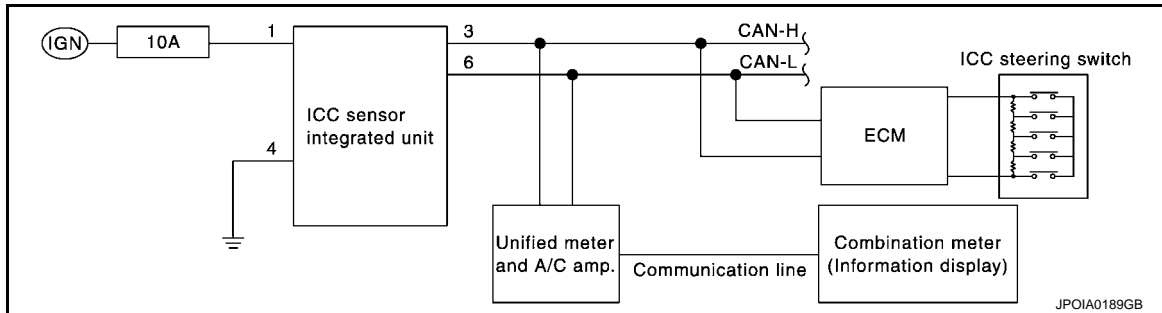 IGN
10A
1
3
6
4
CAN-H
CAN-L
ICC steering switch
ICC sensor
integrated unit
ECM
Unified meter
and A/C amp.
Communication line
Combination meter
(Information display)
JPOIA0189GB